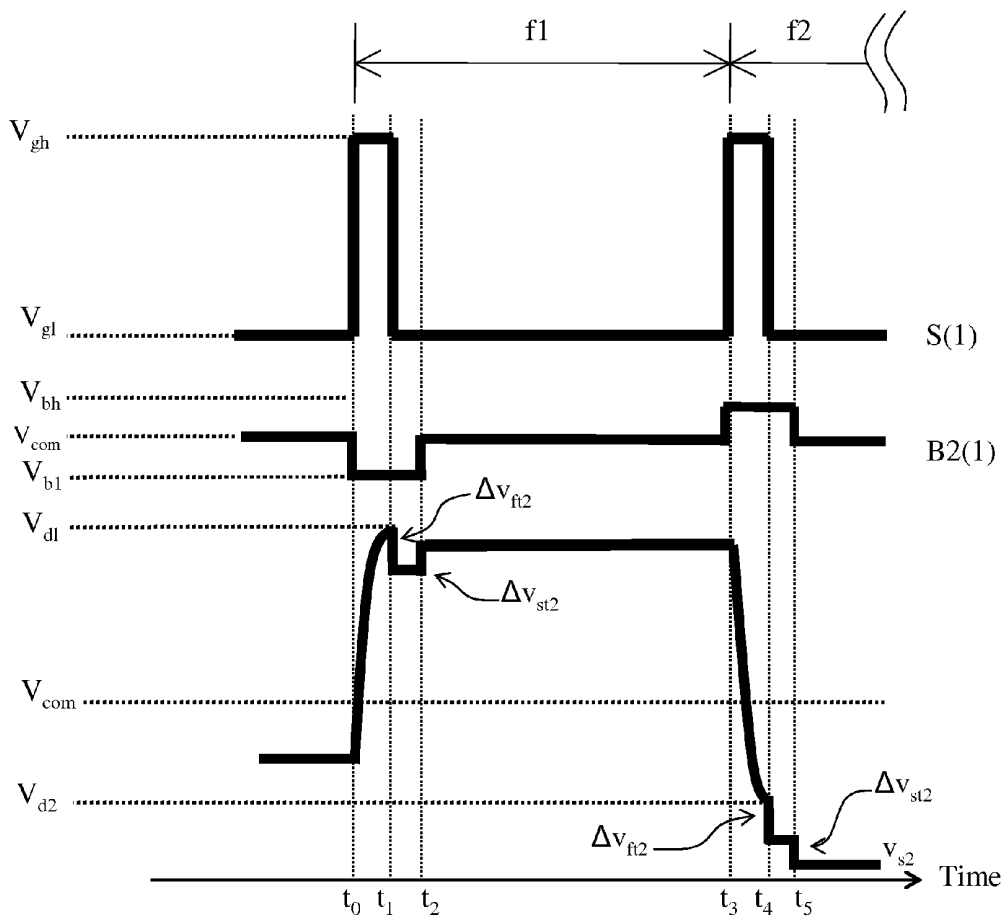 f1 f2
V_gh
V_gl
S(1)
V_bh
V_com
B2(1)
V_b1
Δv_ft2
V_dl
Δv_st2
V_com
V_d2
Δv_st2
Δv_ft2
v_s2
Time
t_0 t_1 t_2 t_3 t_4 t_5